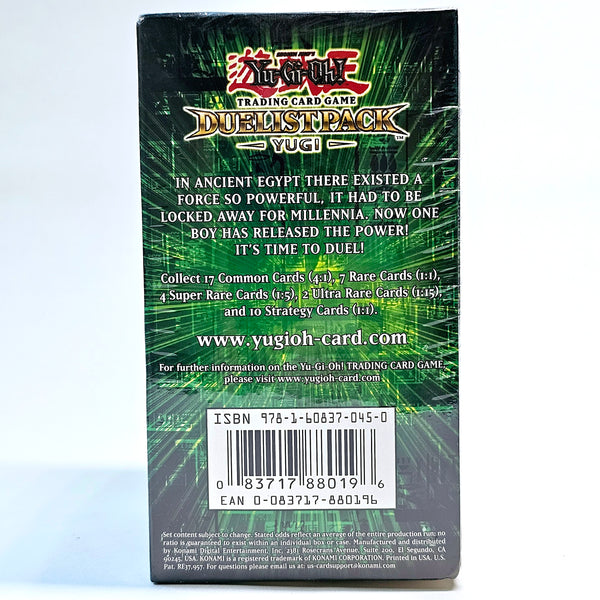 遊戯王
Yu-Gi-Oh!
TRADING CARD GAME
DUELIST PACK™
YUGI
IN ANCIENT EGYPT THERE EXISTED A
FORCE SO POWERFUL, IT HAD TO BE
LOCKED AWAY FOR MILLENNIA. NOW ONE
BOY HAS RELEASED THE POWER!
IT'S TIME TO DUEL!
Collect 17 Common Cards (4:1), 7 Rare Cards (1:1),
4 Super Rare Cards (1:5), 2 Ultra Rare Cards (1:15),
and 10 Strategy Cards (1:1).
www.yugioh-card.com
For further information on the Yu-Gi-Oh! TRADING CARD GAME,
please visit www.yugioh-card.com
ISBN 978-1-60837-045-0
0 83717 88019 6
EAN 0-083717-880196
Set content subject to change. Stated odds reflect an average of the entire production run; no
ratio is guaranteed to exist within an individual box or case. Manufactured and distributed
by Konami Digital Entertainment, Inc. 2381 Rosecrans Avenue, Suite 200, El Segundo, CA
90245, USA. KONAMI is a registered trademark of KONAMI CORPORATION. Printed in U.S.
Pat. RE37,957. For questions please email us: us-cardsupport@konami.com